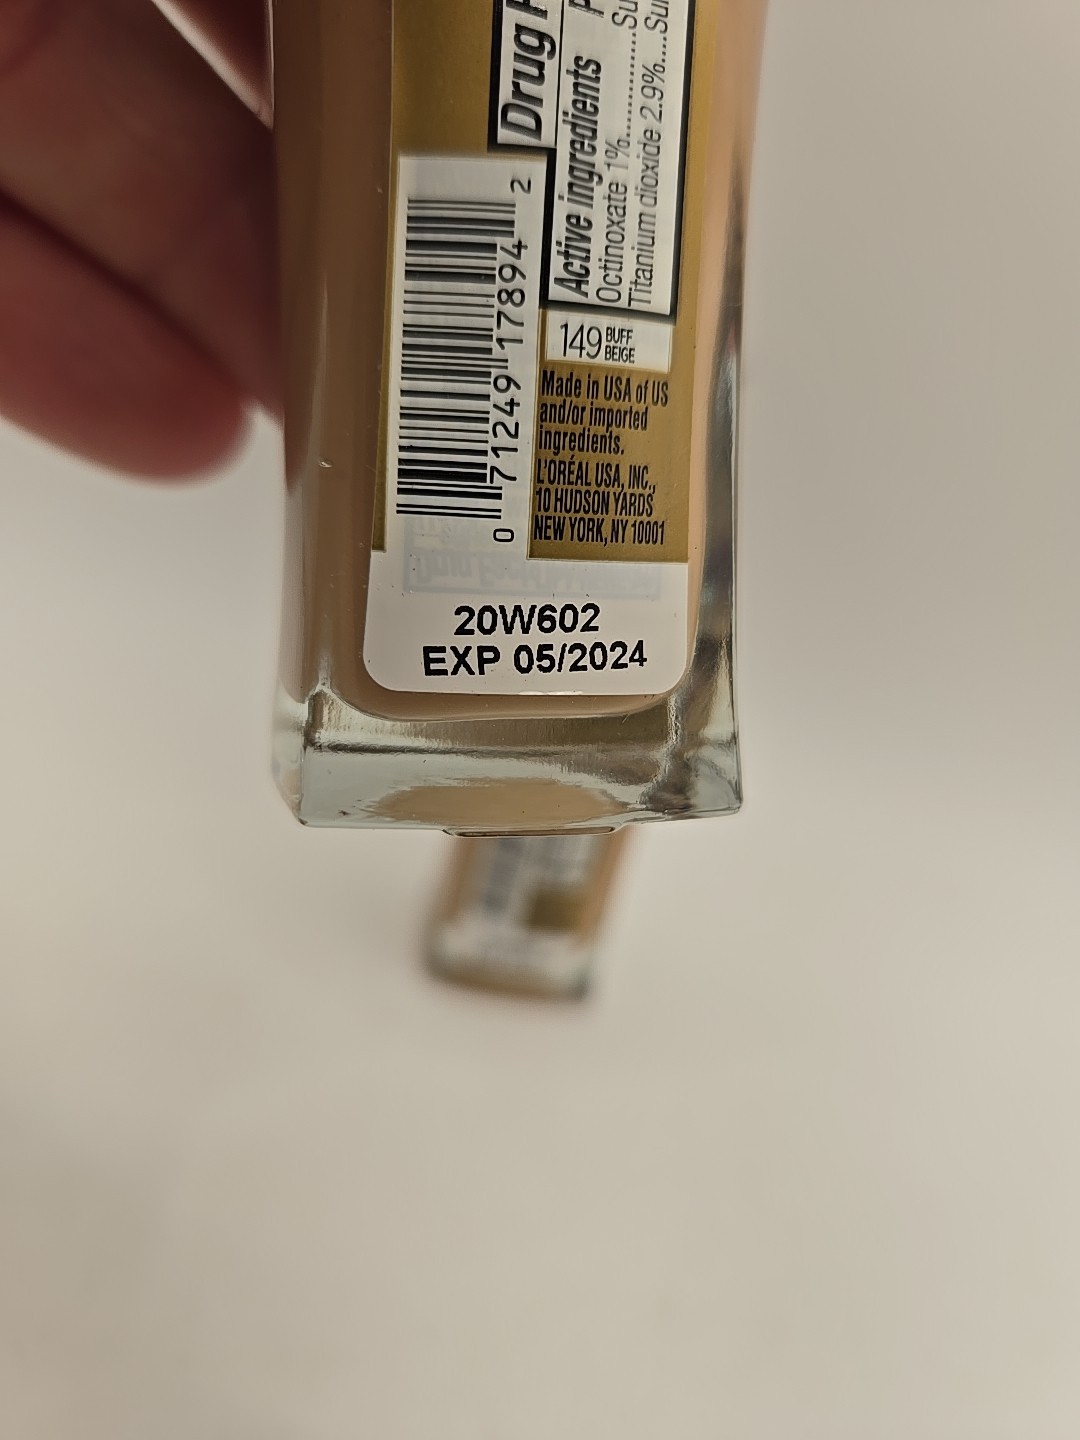 Drug
Active ingredients
Octinoxate 1%..............Su
Titanium dioxide 2.9%....Su
0 71249 17894 2
149 BUFF
BEIGE
Made in USA of US
and/or imported
ingredients.
L'ORÉAL USA, INC.,
10 HUDSON YARDS
NEW YORK, NY 10001
20W602
EXP 05/2024